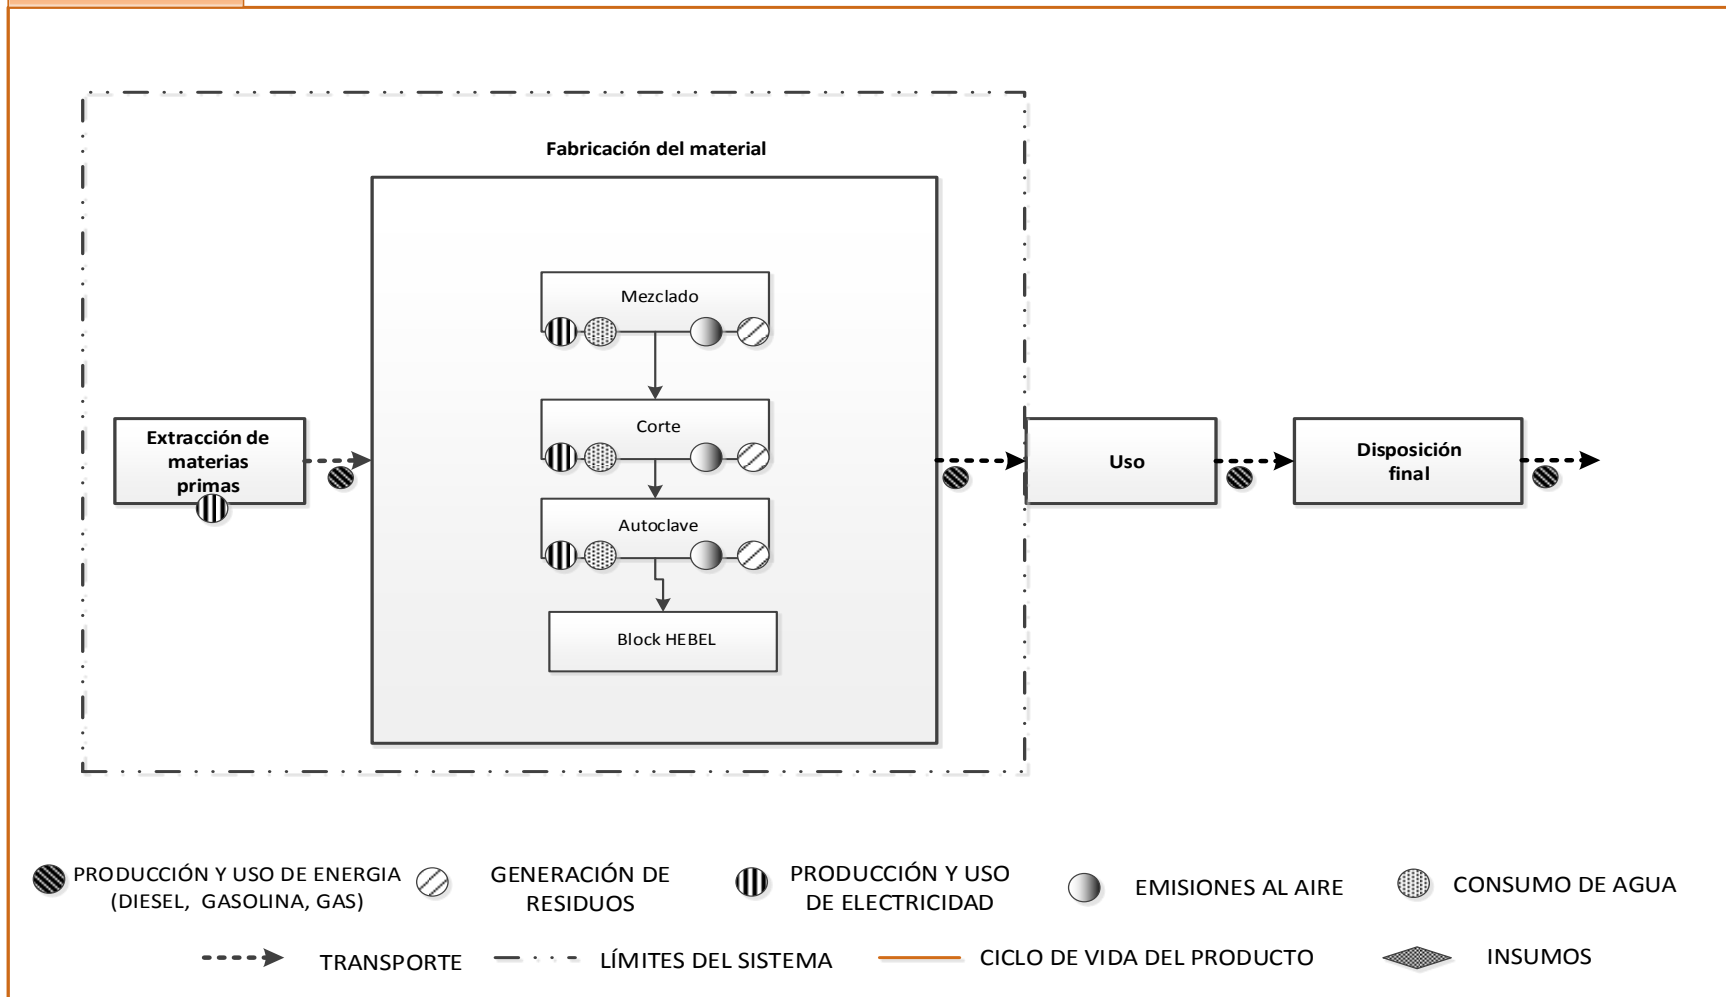 Fabricación del material
Mezclado
Corte
Autoclave
Block HEBEL
Extracción de
materias
primas
Uso
Disposición
final
PRODUCCIÓN Y USO DE ENERGIA
(DIESEL, GASOLINA, GAS)
GENERACIÓN DE
RESIDUOS
PRODUCCIÓN Y USO
DE ELECTRICIDAD
EMISIONES AL AIRE
CONSUMO DE AGUA
TRANSPORTE
LÍMITES DEL SISTEMA
CICLO DE VIDA DEL PRODUCTO
INSUMOS